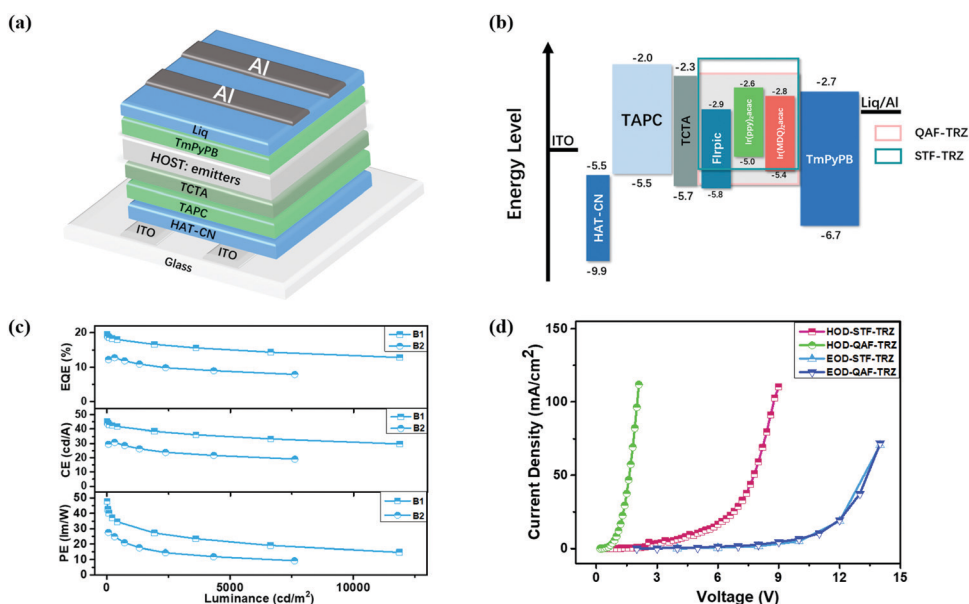 (a)
Al
Al
Liq
TmPyPB
HOST: emitters
TCTA
TAPC
HAT-CN
ITO
ITO
Glass
(b)
Energy Level
ITO
-5.5
HAT-CN
-9.9
-2.0
TAPC
-5.5
-2.3
TCTA
-5.7
-2.9
FIrpic
-5.8
-2.6
Ir(ppy)₂acac
-5.0
-2.8
Ir(MDQ)₂acac
-5.4
-2.7
TmPyPB
-6.7
Liq/Al
QAF-TRZ
STF-TRZ
(c)
EQE (%)
20
15
10
5
0
B1
B2
CE (cd/A)
50
40
30
20
10
0
B1
B2
PE (lm/W)
50
40
30
20
10
0
B1
B2
0 5000 10000
Luminance (cd/m²)
(d)
Current Density (mA/cm²)
150
100
50
0
HOD-STF-TRZ
HOD-QAF-TRZ
EOD-STF-TRZ
EOD-QAF-TRZ
0 3 6 9 12 15
Voltage (V)